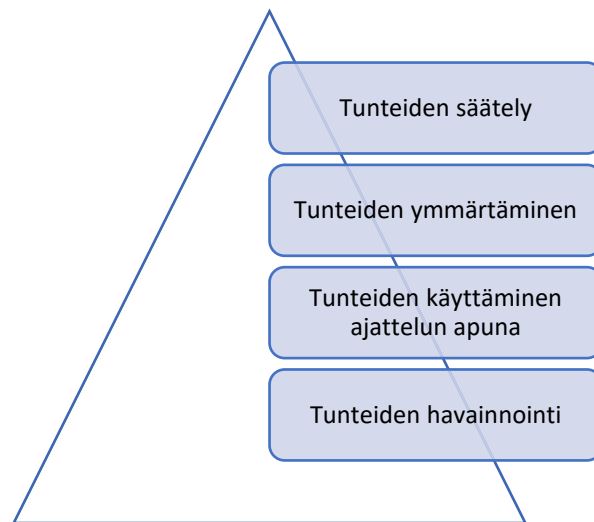 Tunteiden säätely
Tunteiden ymmärtäminen
Tunteiden käyttäminen
ajattelun apuna
Tunteiden havainnointi